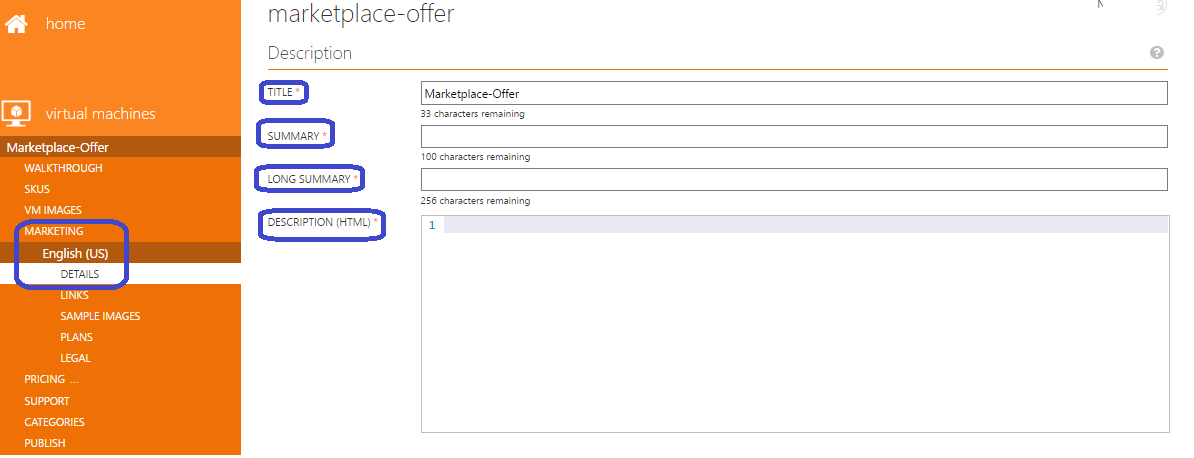 home
virtual machines
Marketplace-Offer
WALKTHROUGH
SKUS
VM IMAGES
MARKETING
English (US)
DETAILS
LINKS
SAMPLE IMAGES
PLANS
LEGAL
PRICING ...
SUPPORT
CATEGORIES
PUBLISH
marketplace-offer
Description
?
TITLE *
Marketplace-Offer
33 characters remaining
SUMMARY *
100 characters remaining
LONG SUMMARY *
256 characters remaining
DESCRIPTION (HTML) *
1